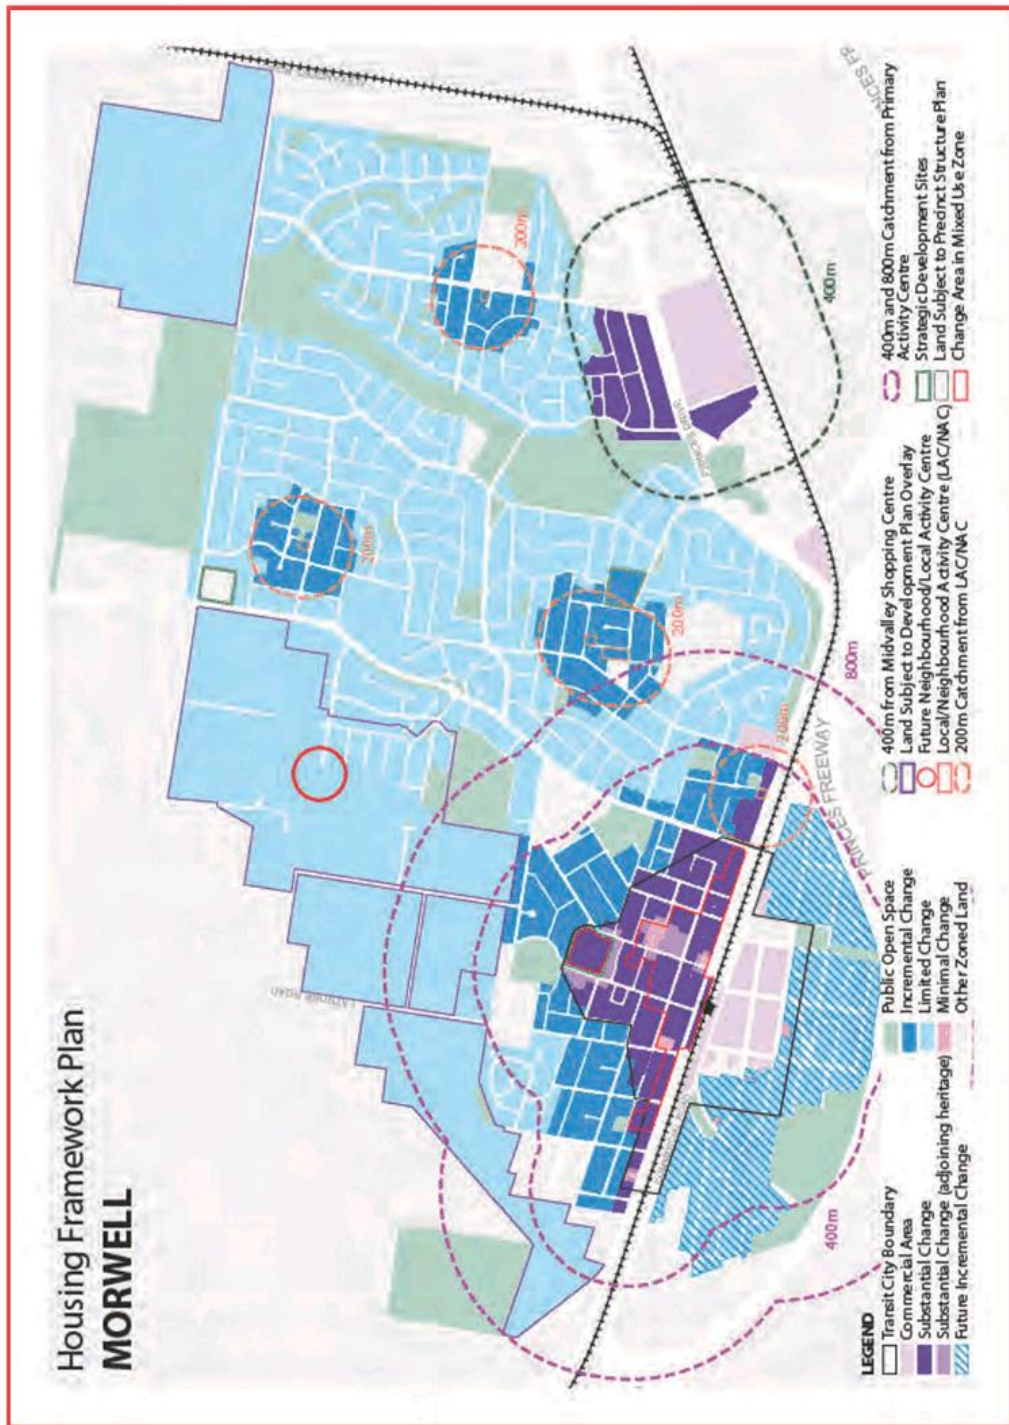 Housing Framework Plan
MORWELL
LATROBE ROAD
200m
200m
200m
200m
400m
400m
800m
PRINCES DRIVE
PRINCES FREEWAY
LEGEND
Transit City Boundary
Commercial Area
Substantial Change
Substantial Change (adjoining heritage)
Future Incremental Change
Public Open Space
Incremental Change
Limited Change
Minimal Change
Other Zoned Land
400m from Midvalley Shopping Centre
Land Subject to Development Plan Overlay
Future Neighbourhood/Local Activity Centre
Local/Neighbourhood Activity Centre (LAC/NAC)
200m Catchment from LAC/NAC
400m and 800m Catchment from Primary
Activity Centre
Strategic Development Sites
Land Subject to Precinct Structure Plan
Change Area in Mixed Use Zone